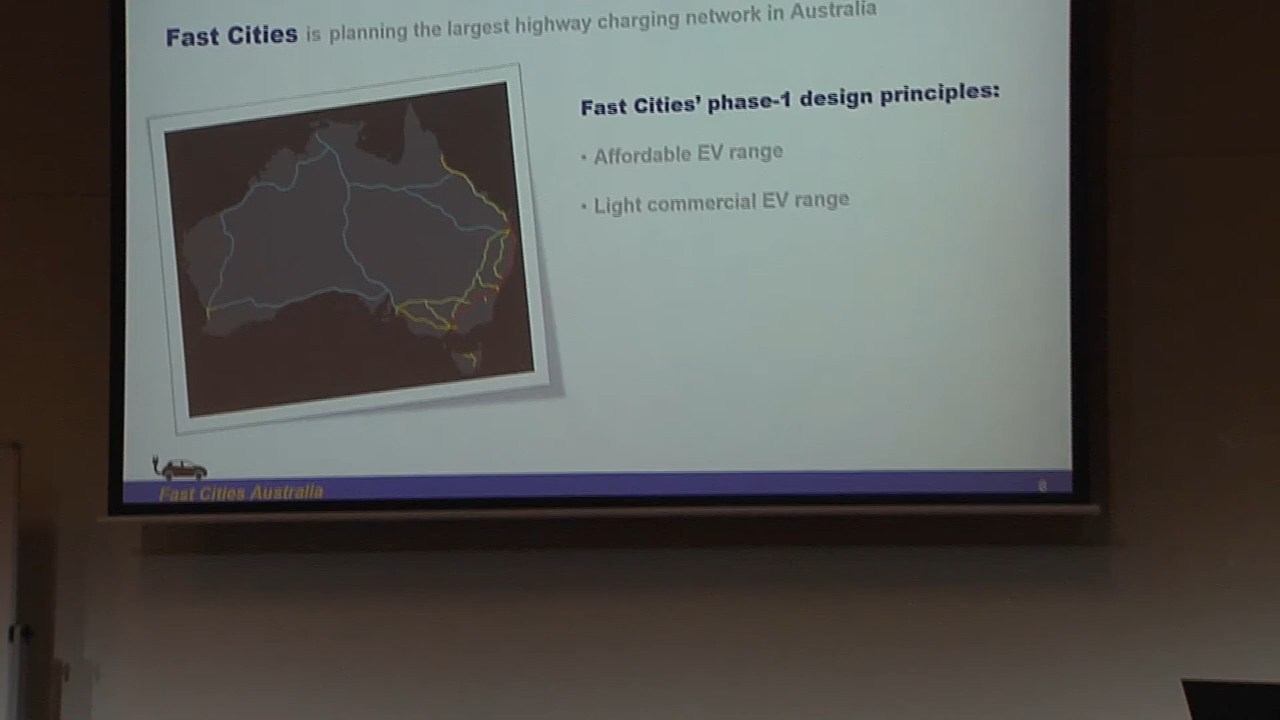 Fast Cities is planning the largest highway charging network in Australia
Fast Cities’ phase-1 design principles:
• Affordable EV range
• Light commercial EV range
Fast Cities Australia